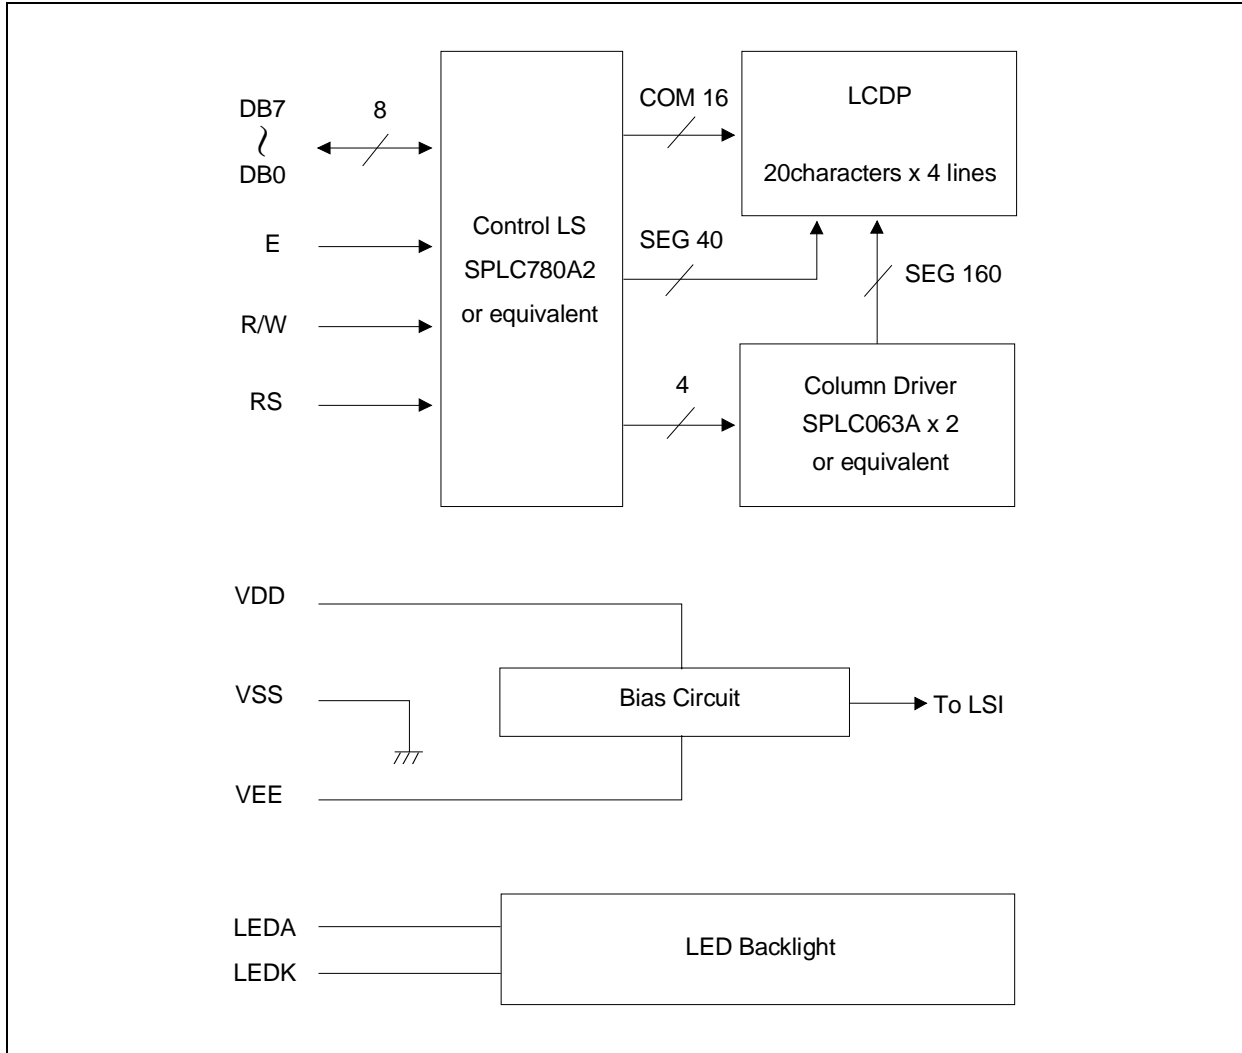 DB7
DB0
8
E
R/W
RS
Control LS
SPLC780A2
or equivalent
COM 16
SEG 40
4
LCDP
20characters x 4 lines
SEG 160
Column Driver
SPLC063A x 2
or equivalent
VDD
VSS
VEE
Bias Circuit
To LSI
LEDA
LEDK
LED Backlight